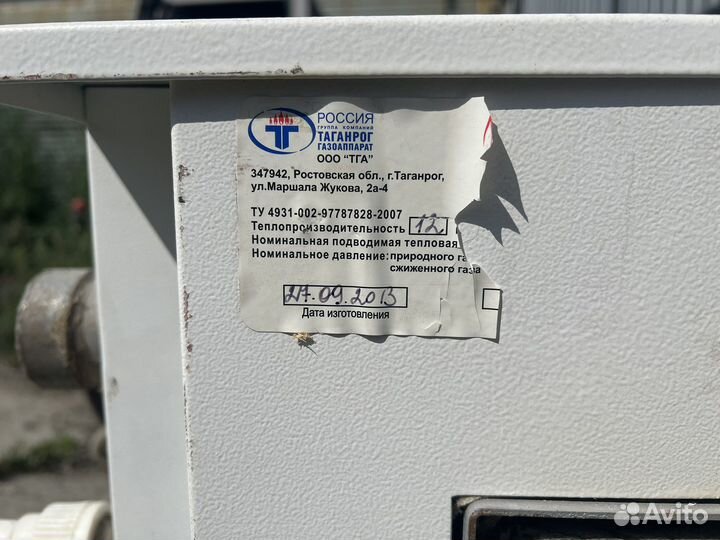 РОССИЯ
ГРУППА КОМПАНИЙ
ТАГАНРОГ
ГАЗОАППАРАТ
ООО "ТГА"
347942, Ростовская обл., г.Таганрог,
ул.Маршала Жукова, 2а-4
ТУ 4931-002-97787828-2007
Теплопроизводительность 12,
Номинальная подводимая тепловая
Номинальное давление: природного га
сжиженного газа
27.09.2013
Дата изготовления
Avito